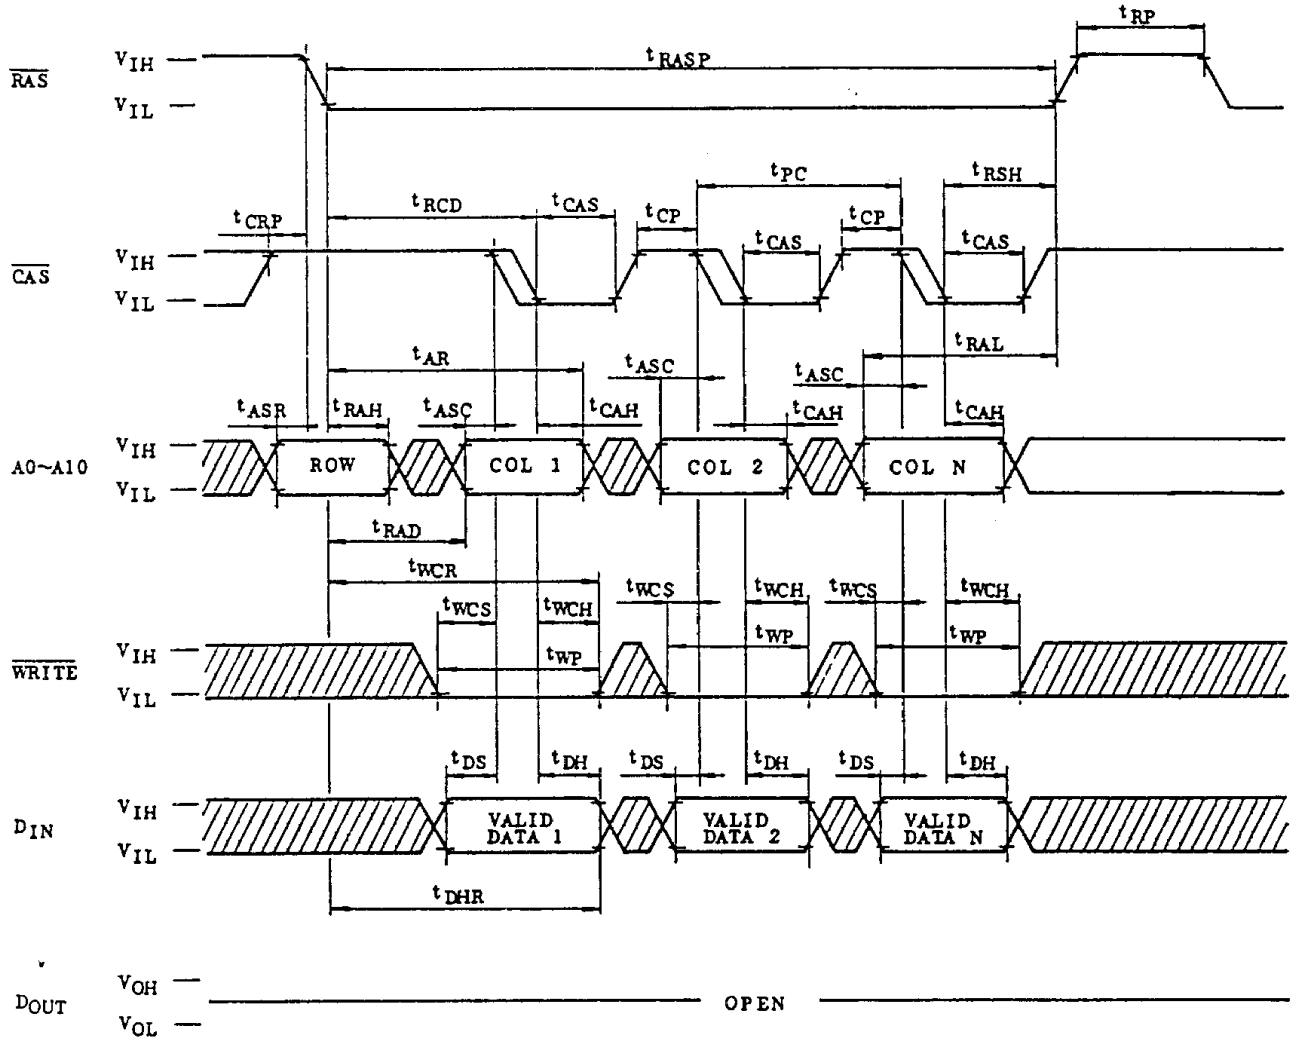 tRP
RAS
VIH
tRASP
VIL
tPC
tRSH
tCRP
tRCD
tCAS
tCP
tCP
CAS
VIH
tCAS
tCAS
VIL
tAR
tASC
tRAL
tASC
tASR
tRAH
tASC
tCAH
tCAH
tCAH
A0~A10
VIH
ROW
COL 1
COL 2
COL N
VIL
tRAD
tWCR
tWCS
tWCH
tWCS
tWCH
tWCS
tWCH
WRITE
VIH
tWP
tWP
tWP
VIL
tDS
tDH
tDS
tDH
tDS
tDH
DIN
VIH
VALID
DATA 1
VALID
DATA 2
VALID
DATA N
VIL
tDHR
DOUT
VOH
OPEN
VOL